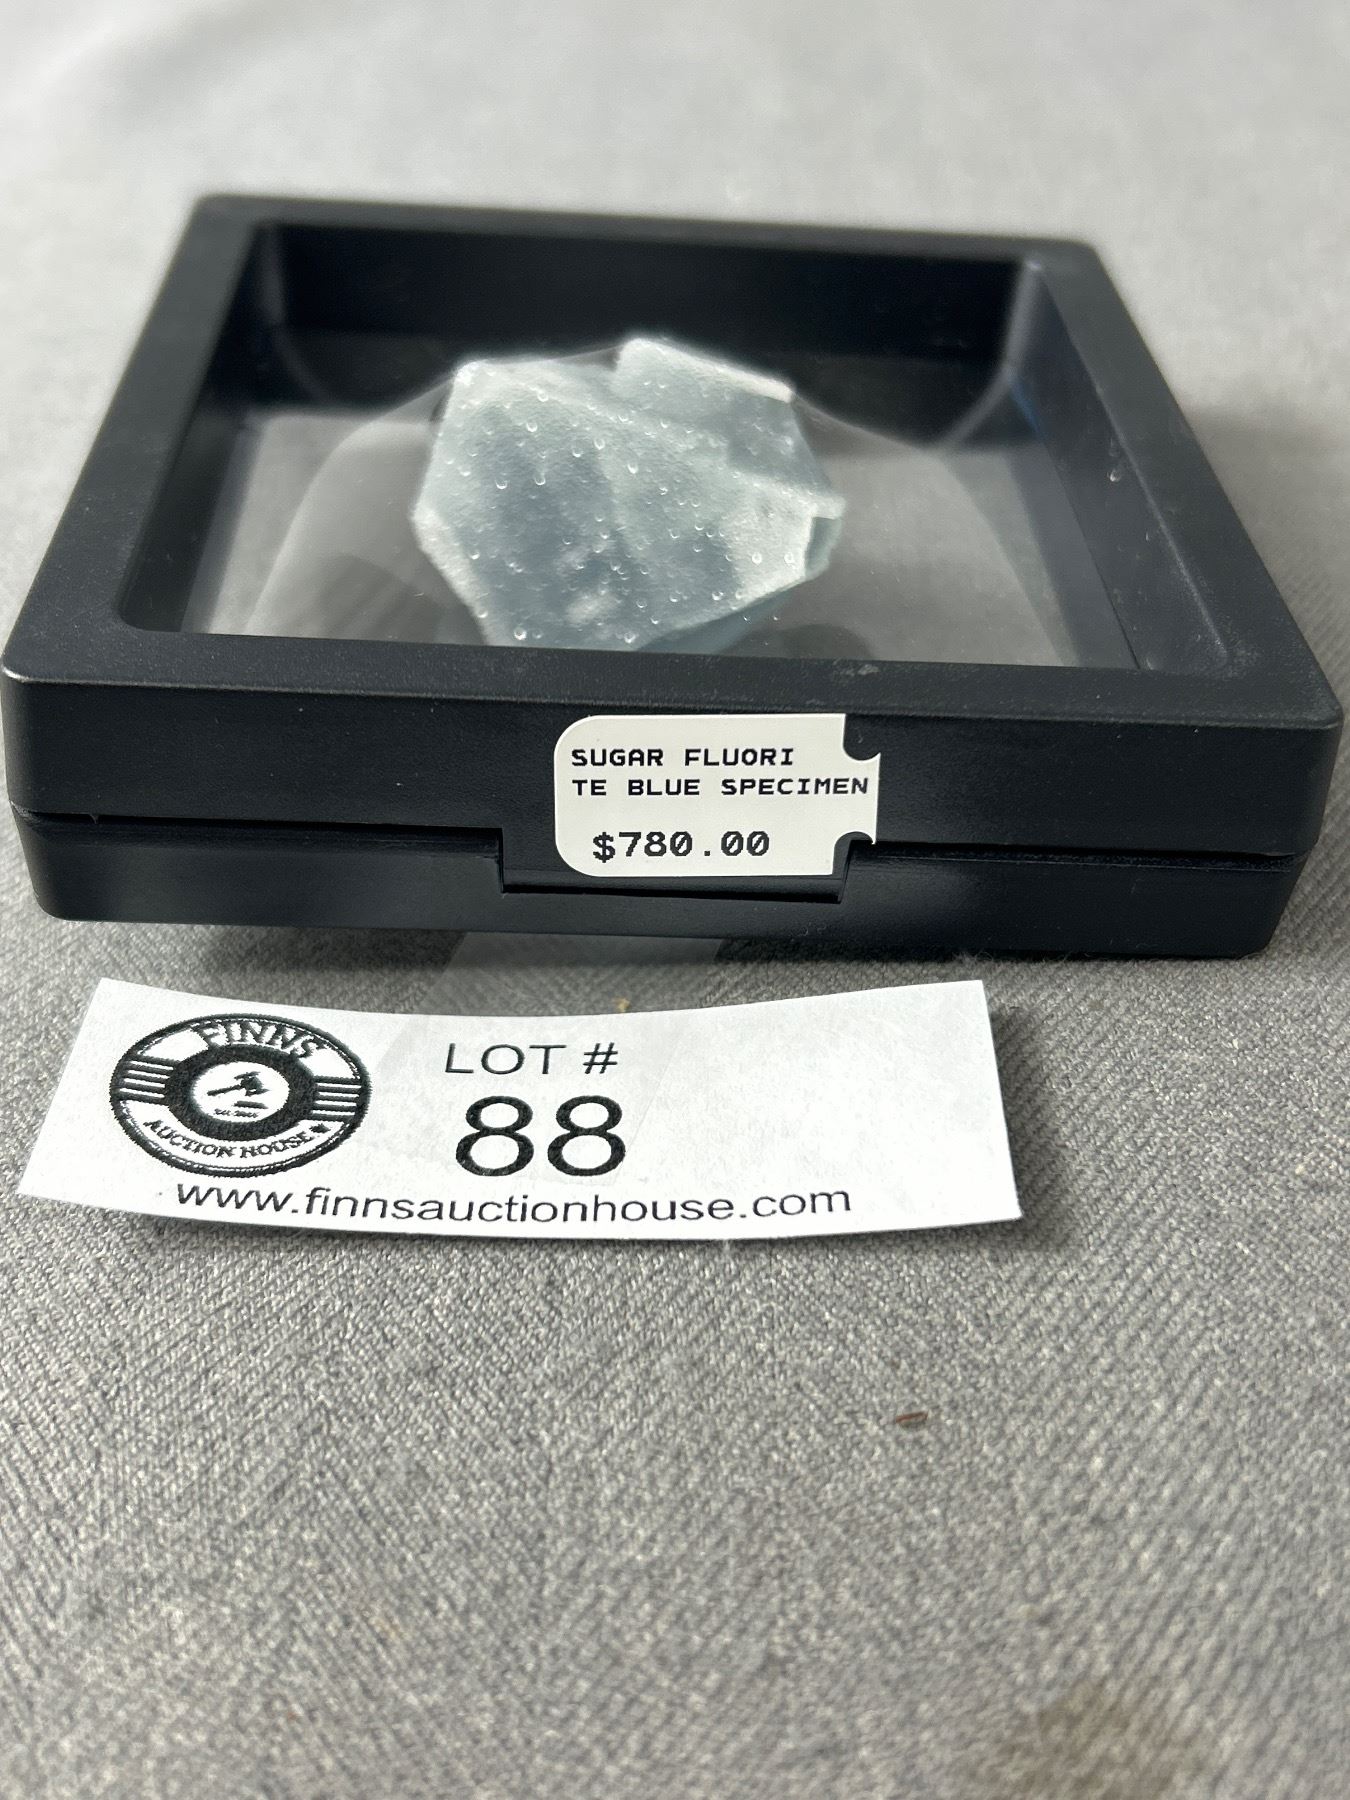 SUGAR FLUORI
TE BLUE SPECIMEN
$780.00
FINNS
AUCTION HOUSE
LOT #
88
www.finnsauctionhouse.com